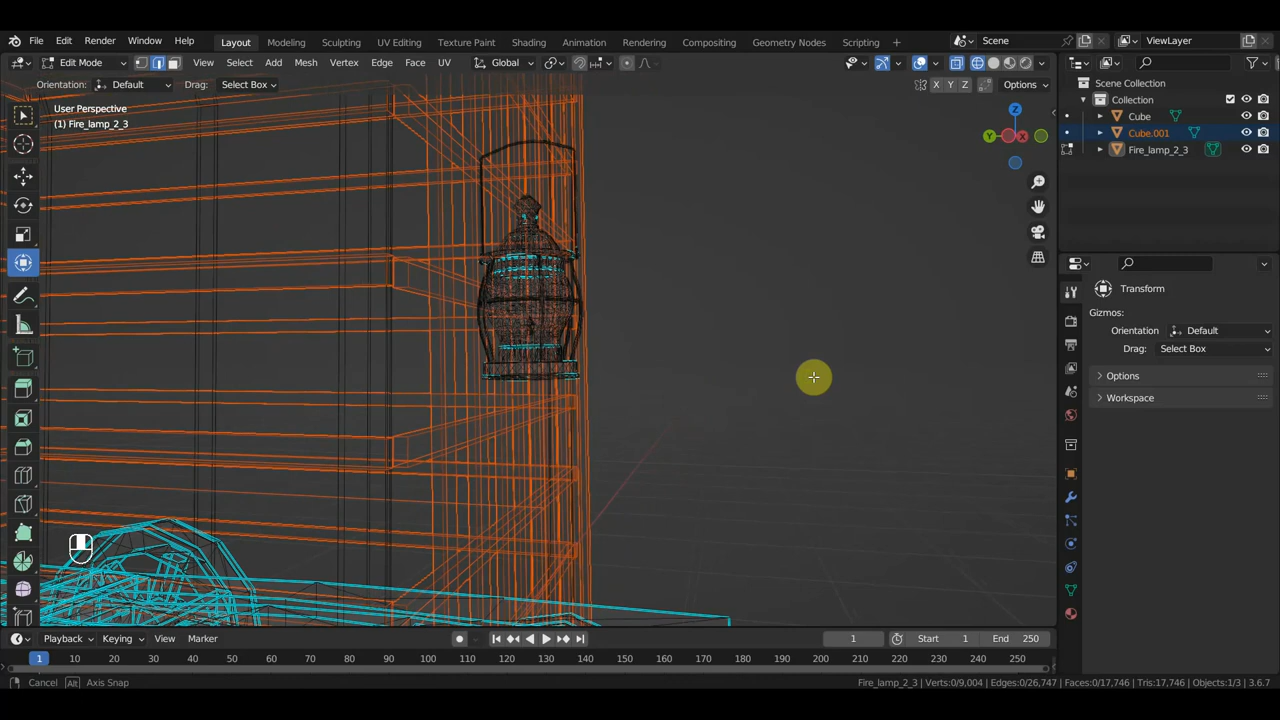 File Edit Render Window Help Layout Modeling Sculpting UV Editing Texture Paint Shading Animation Rendering Compositing Geometry Nodes Scripting + Scene ViewLayer
Edit Mode View Select Add Mesh Vertex Edge Face UV Global
Orientation: Default Drag: Select Box X Y Z Options
User Perspective
(1) Fire_lamp_2_3
Z
Y X
Scene Collection
Collection
Cube
Cube.001
Fire_lamp_2_3
Transform
Gizmos:
Orientation Default
Drag: Select Box
Options
Workspace
Playback Keying View Marker 1 Start 1 End 250
1 10 20 30 40 50 60 70 80 90 100 110 120 130 140 150 160 170 180 190 200 210 220 230 240 250
Cancel Alt Axis Snap Fire_lamp_2_3 | Verts:0/9,004 | Edges:0/26,747 | Faces:0/17,746 | Tris:17,746 | Objects:1/3 | 3.6.7